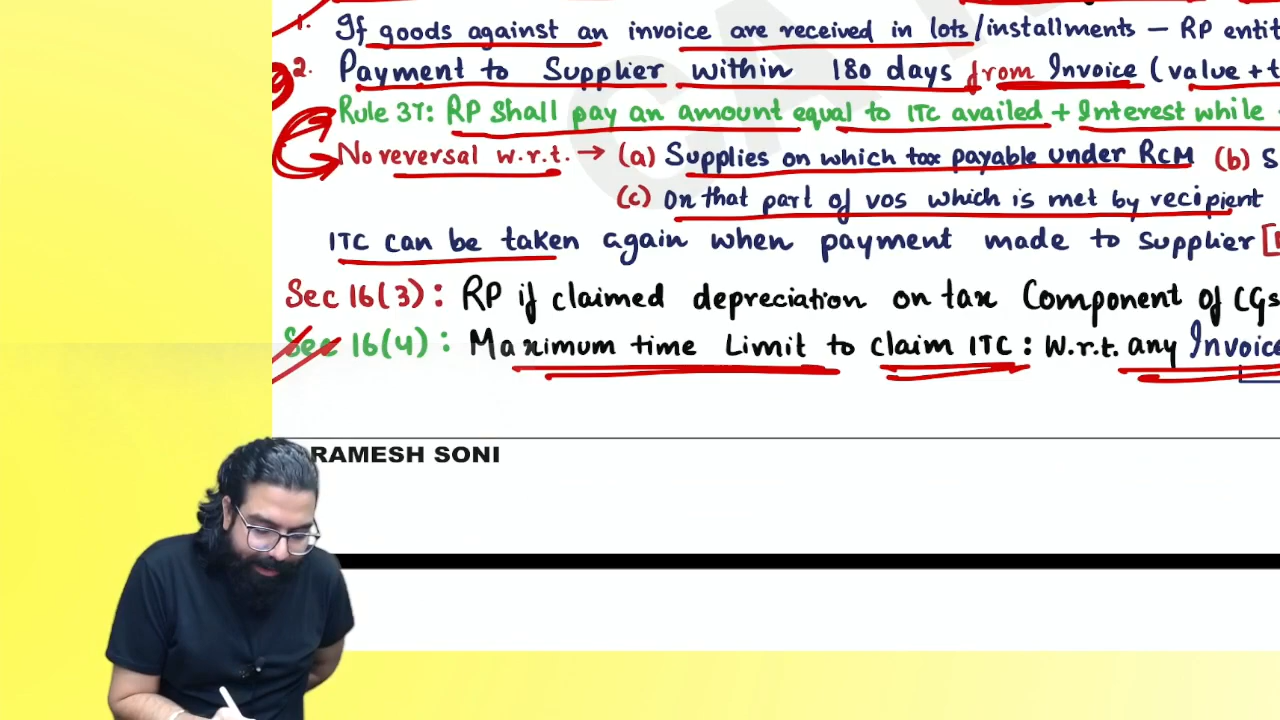 1. If goods against an invoice are received in lots/installments – RP entit
2. Payment to Supplier within 180 days from Invoice (value + t
Rule 37: RP shall pay an amount equal to ITC availed + Interest while
No reversal w.r.t. → (a) Supplies on which tax payable under RCM (b) S
(c) On that part of VOS which is met by recipient
ITC can be taken again when payment made to supplier [
Sec 16(3): RP if claimed depreciation on tax Component of CGs
Sec 16(4): Maximum time Limit to claim ITC: W.r.t. any Invoice
RAMESH SONI